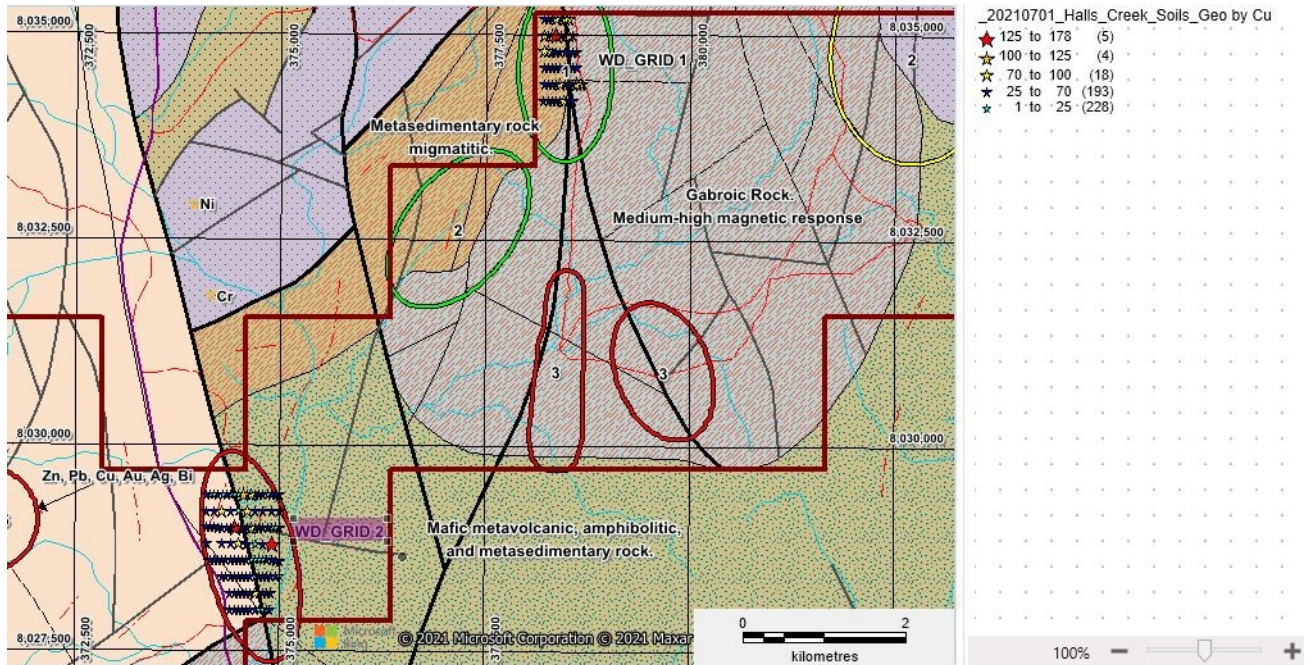 8,035,000
372,500
375,000
377,500
WD_GRID 1
380,000
8,035,000
1
2
Metasedimentary rock
migmatitic.
Ni
Gabroic Rock.
Medium-high magnetic response
2
8,032,500
8,032,500
Cr
3
3
8,030,000
8,030,000
Zn, Pb, Cu, Au, Ag, Bi
WD_GRID 2
Mafic metavolcanic, amphibolitic,
and metasedimentary rock.
8,027,500
372,500
375,000
Microsoft
Bing
© 2021 Microsoft Corporation © 2021 Maxar
0 2
kilometres
_20210701_Halls_Creek_Soils_Geo by Cu
125 to 178 (5)
100 to 125 (4)
70 to 100 (18)
25 to 70 (193)
1 to 25 (228)
100%